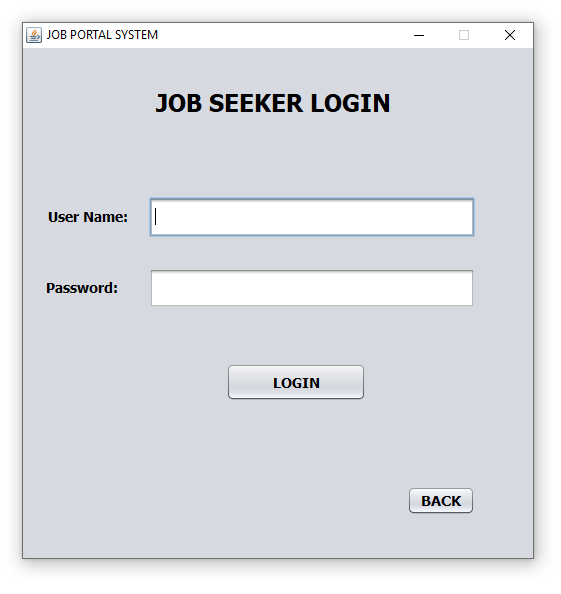 JOB PORTAL SYSTEM
JOB SEEKER LOGIN
User Name:
Password:
LOGIN
BACK